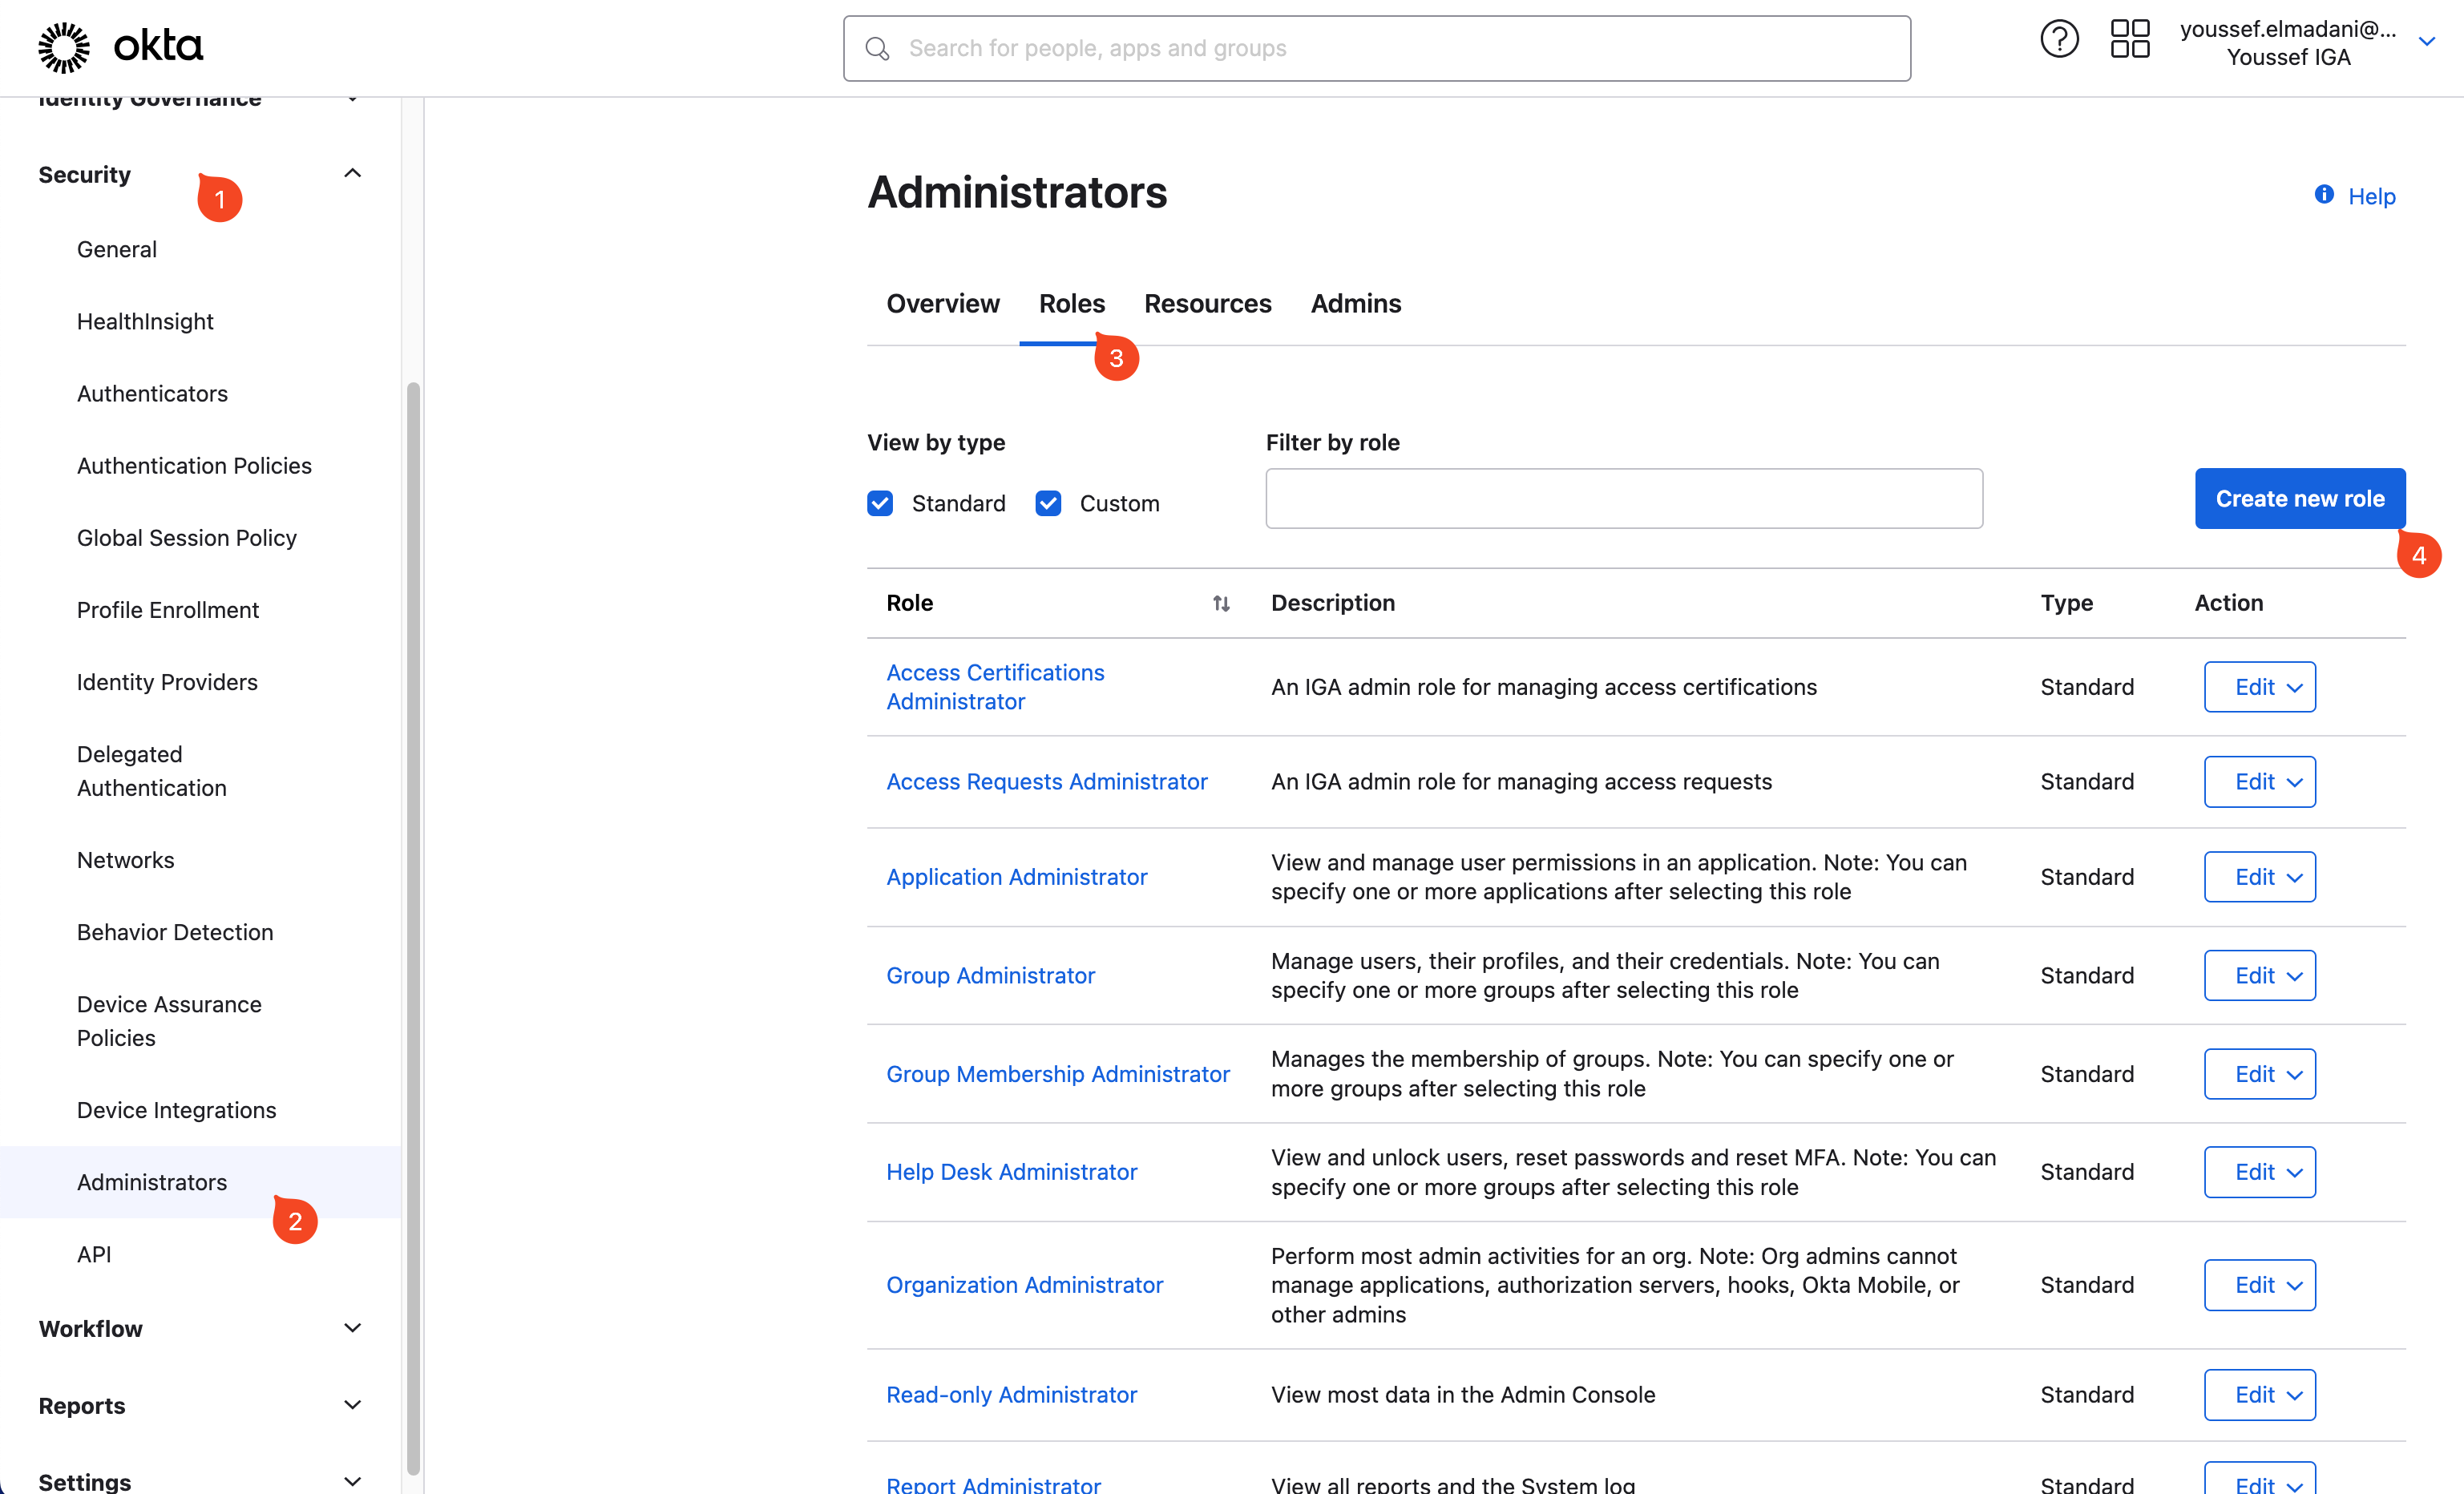 okta
Search for people, apps and groups
youssef.elmadani@...
Youssef IGA
Identity Governance
Security
1
General
HealthInsight
Authenticators
Authentication Policies
Global Session Policy
Profile Enrollment
Identity Providers
Delegated
Authentication
Networks
Behavior Detection
Device Assurance
Policies
Device Integrations
Administrators
2
API
Workflow
Reports
Settings
Administrators
Help
Overview Roles Resources Admins
3
View by type
Standard Custom
Filter by role
Create new role
4
Role Description Type Action
Access Certifications
Administrator
An IGA admin role for managing access certifications
Standard
Edit
Access Requests Administrator
An IGA admin role for managing access requests
Standard
Edit
Application Administrator
View and manage user permissions in an application. Note: You can
specify one or more applications after selecting this role
Standard
Edit
Group Administrator
Manage users, their profiles, and their credentials. Note: You can
specify one or more groups after selecting this role
Standard
Edit
Group Membership Administrator
Manages the membership of groups. Note: You can specify one or
more groups after selecting this role
Standard
Edit
Help Desk Administrator
View and unlock users, reset passwords and reset MFA. Note: You can
specify one or more groups after selecting this role
Standard
Edit
Organization Administrator
Perform most admin activities for an org. Note: Org admins cannot
manage applications, authorization servers, hooks, Okta Mobile, or
other admins
Standard
Edit
Read-only Administrator
View most data in the Admin Console
Standard
Edit
Report Administrator
View all reports and the System log
Standard
Edit